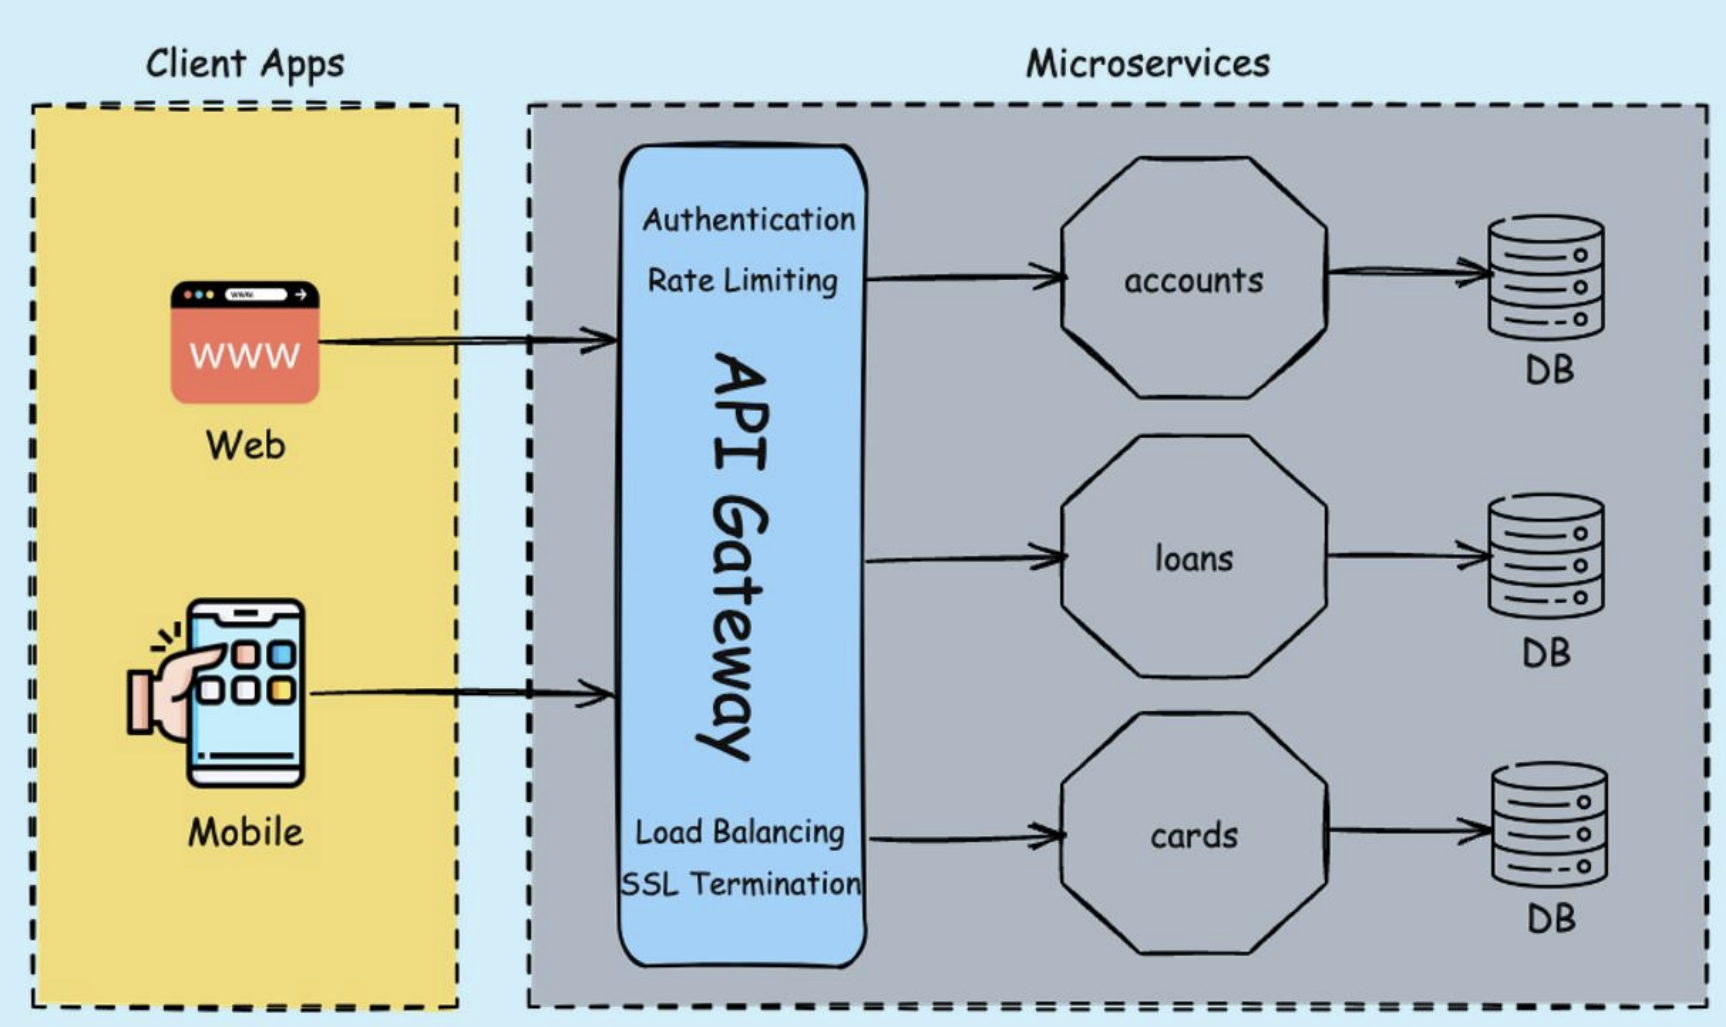 Client Apps
Microservices
www
WWW
Web
Mobile
Authentication
Rate Limiting
API Gateway
Load Balancing
SSL Termination
accounts
DB
loans
DB
cards
DB